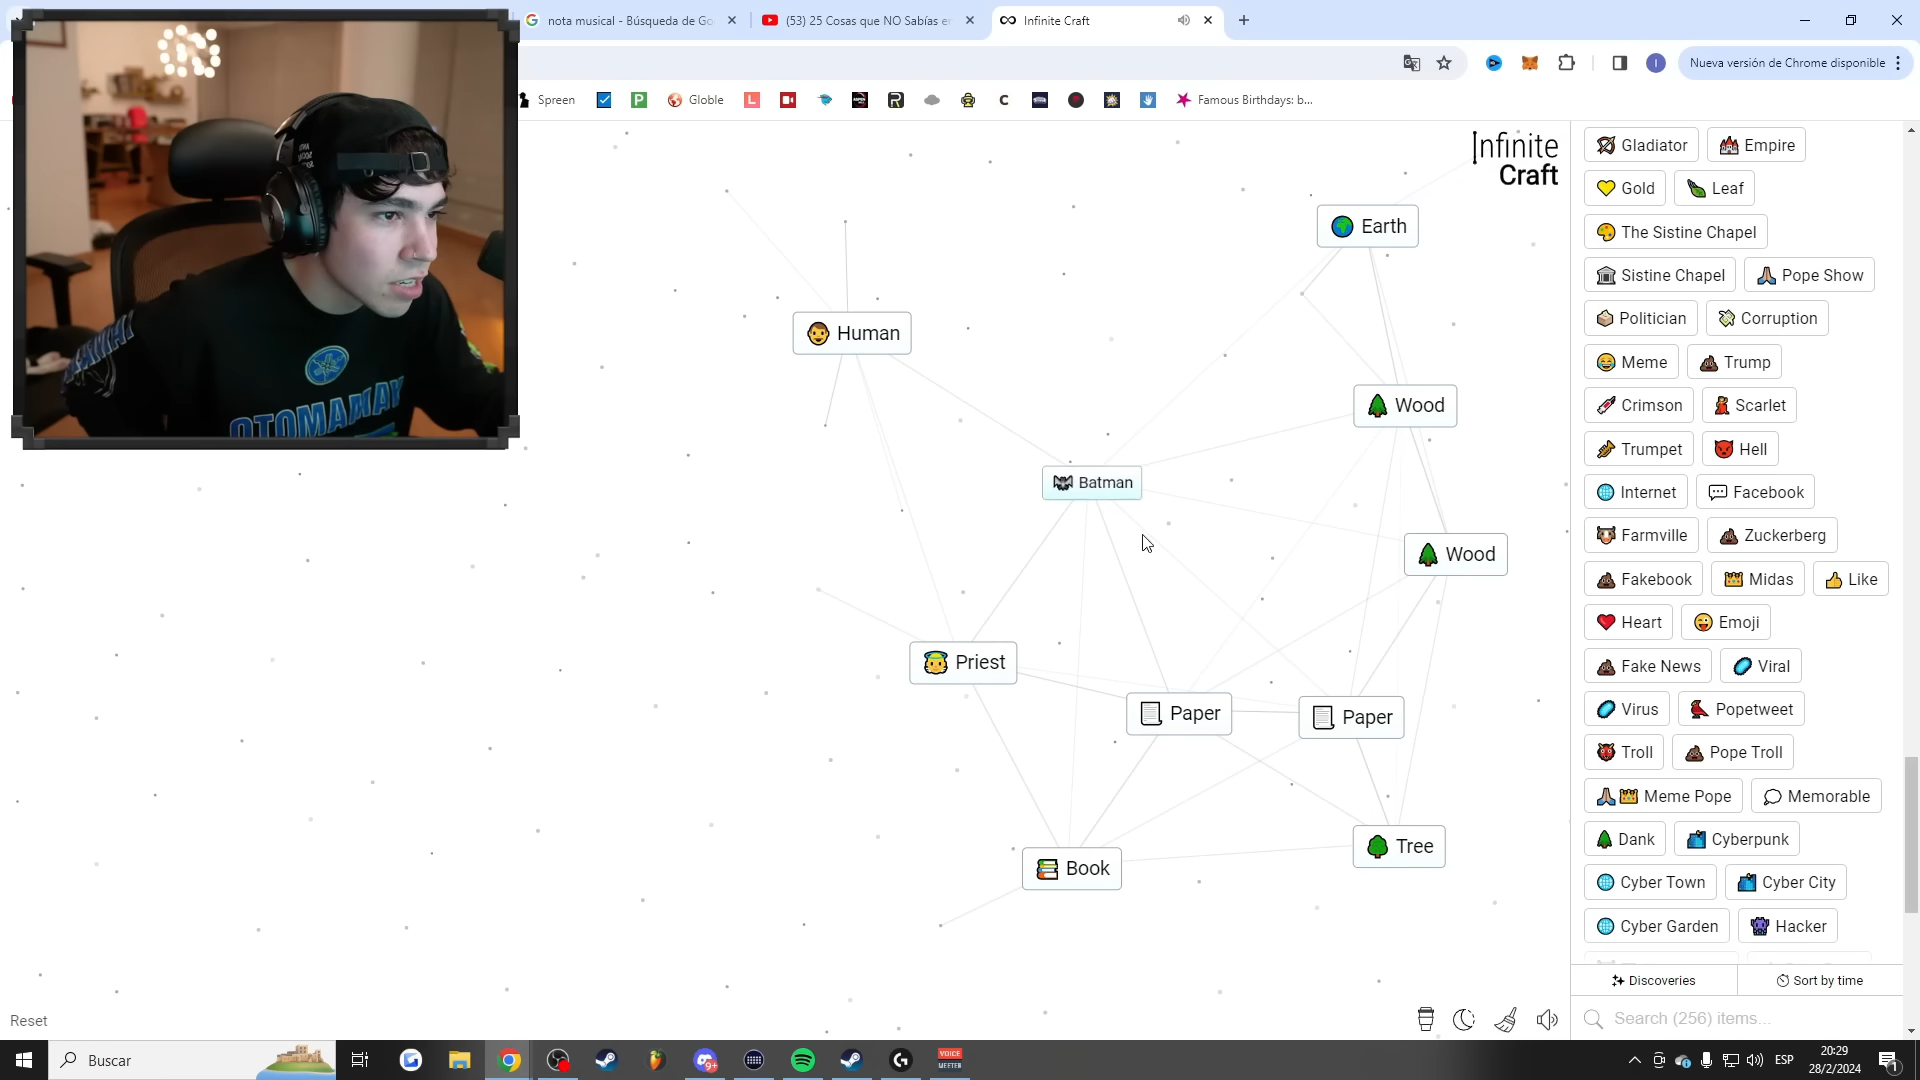 nota musical - Búsqueda de Go
(53) 25 Cosas que NO Sabías e
Infinite Craft
Nueva versión de Chrome disponible
Spreen
Globle
Famous Birthdays: b...
Infinite
Craft
Earth
Human
Wood
Batman
Wood
Priest
Paper
Paper
Tree
Book
OTOMANAY
Gladiator
Empire
Gold
Leaf
The Sistine Chapel
Sistine Chapel
Pope Show
Politician
Corruption
Meme
Trump
Crimson
Scarlet
Trumpet
Hell
Internet
Facebook
Farmville
Zuckerberg
Fakebook
Midas
Like
Heart
Emoji
Fake News
Viral
Virus
Popetweet
Troll
Pope Troll
Meme Pope
Memorable
Dank
Cyberpunk
Cyber Town
Cyber City
Cyber Garden
Hacker
Discoveries
Sort by time
Search (256) items...
Reset
Buscar
9+
VOICE
MEETER
ESP
20:29
28/2/2024
1